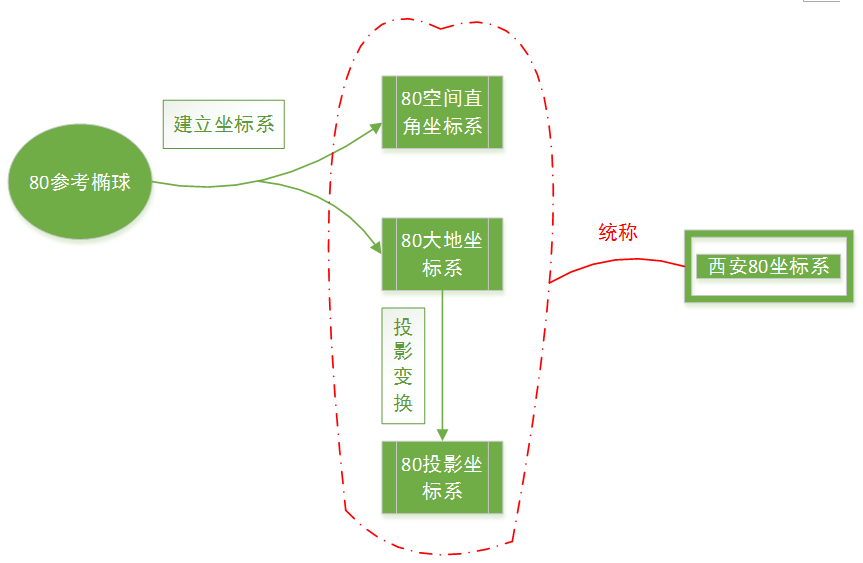 建立坐标系
80参考椭球
80空间直
角坐标系
80大地坐
标系
投
影
变
换
80投影坐
标系
统称
西安80坐标系